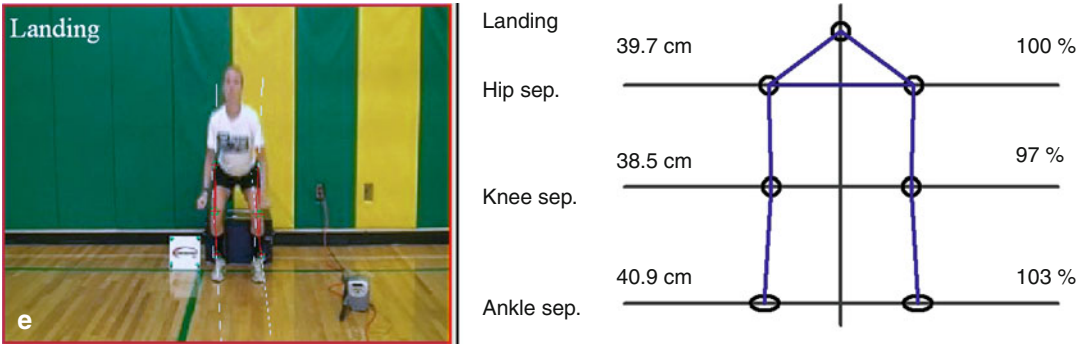 Landing
e
Landing
39.7 cm
100 %
Hip sep.
38.5 cm
97 %
Knee sep.
40.9 cm
103 %
Ankle sep.